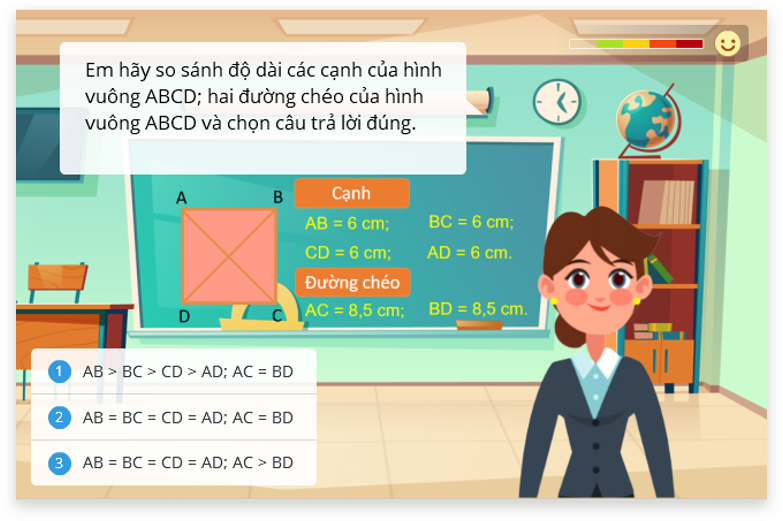 Em hãy so sánh độ dài các cạnh của hình
vuông ABCD; hai đường chéo của hình
vuông ABCD và chọn câu trả lời đúng.
A B
D C
Cạnh
AB = 6 cm; BC = 6 cm;
CD = 6 cm; AD = 6 cm.
Đường chéo
AC = 8,5 cm; BD = 8,5 cm.
1 AB > BC > CD > AD; AC = BD
2 AB = BC = CD = AD; AC = BD
3 AB = BC = CD = AD; AC > BD